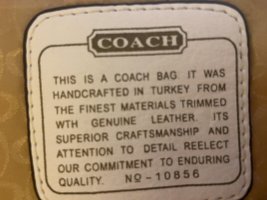 COACH
THIS IS A COACH BAG. IT WAS
HANDCRAFTED IN TURKEY FROM
THE FINEST MATERIALS TRIMMED
WTH GENUINE LEATHER. ITS
SUPERIOR CRAFTSMANSHIP AND
ATTENTION TO DETAIL REELECT
OUR COMMITMENT TO ENDURING
QUALITY. Nº-10856